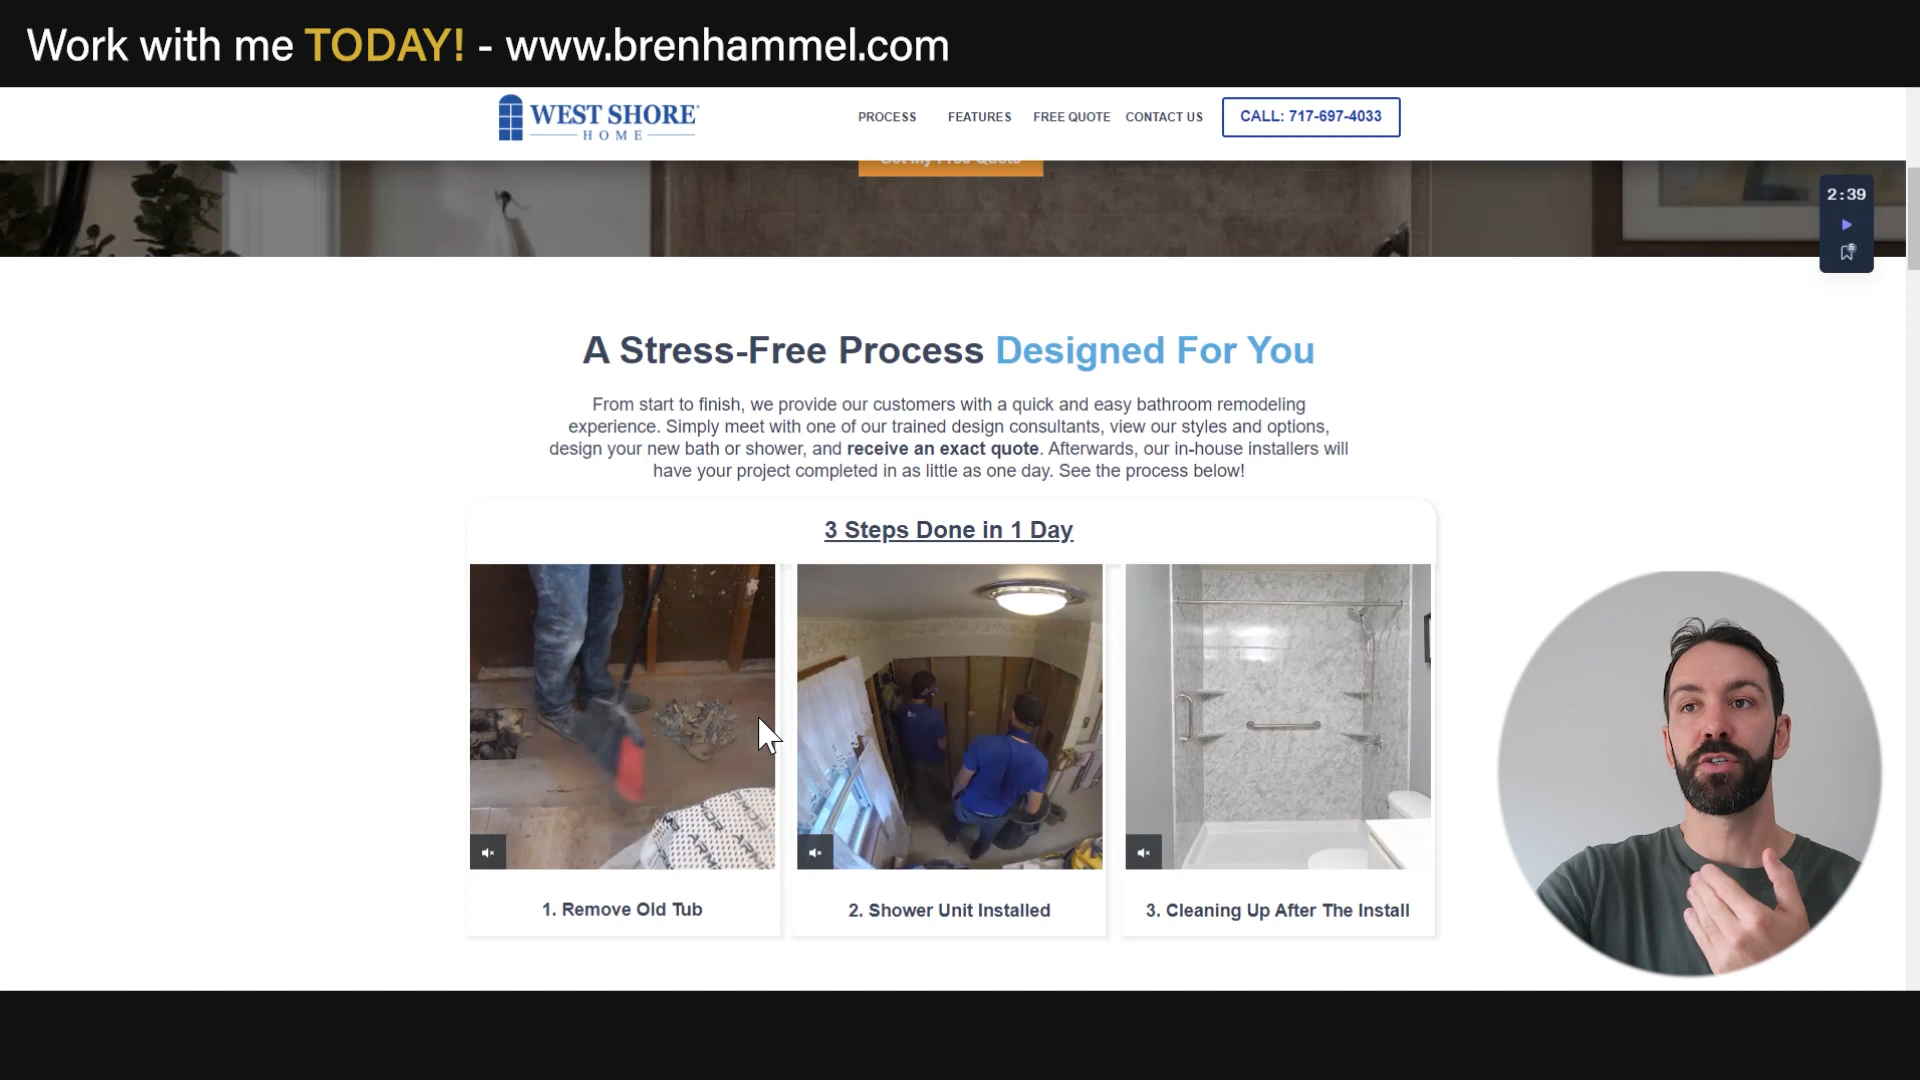 Work with me TODAY! - www.brenhammel.com
WEST SHORE
HOME
PROCESS
FEATURES
FREE QUOTE
CONTACT US
CALL: 717-697-4033
Get My Free Quote
2:39
5
A Stress-Free Process Designed For You
From start to finish, we provide our customers with a quick and easy bathroom remodeling
experience. Simply meet with one of our trained design consultants, view our styles and options,
design your new bath or shower, and receive an exact quote. Afterwards, our in-house installers will
have your project completed in as little as one day. See the process below!
3 Steps Done in 1 Day
1. Remove Old Tub
2. Shower Unit Installed
3. Cleaning Up After The Install